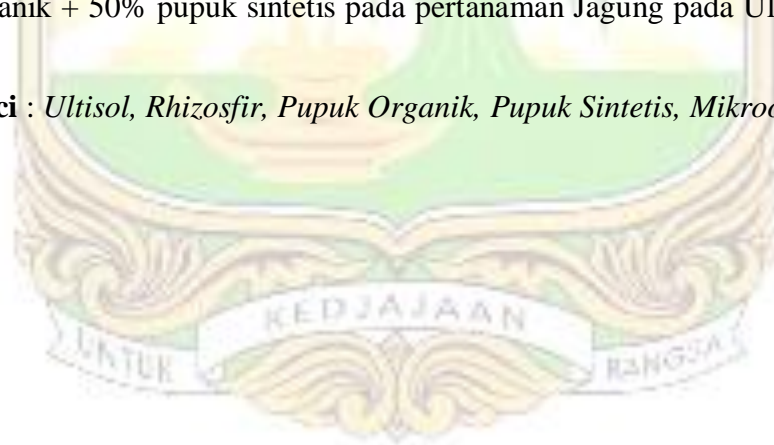 anik + 50% pupuk sintetis pada pertanaman Jagung pada Ul
ci : Ultisol, Rhizosfir, Pupuk Organik, Pupuk Sintetis, Mikroo
UNTUK KEDJAJAAN BANGSA